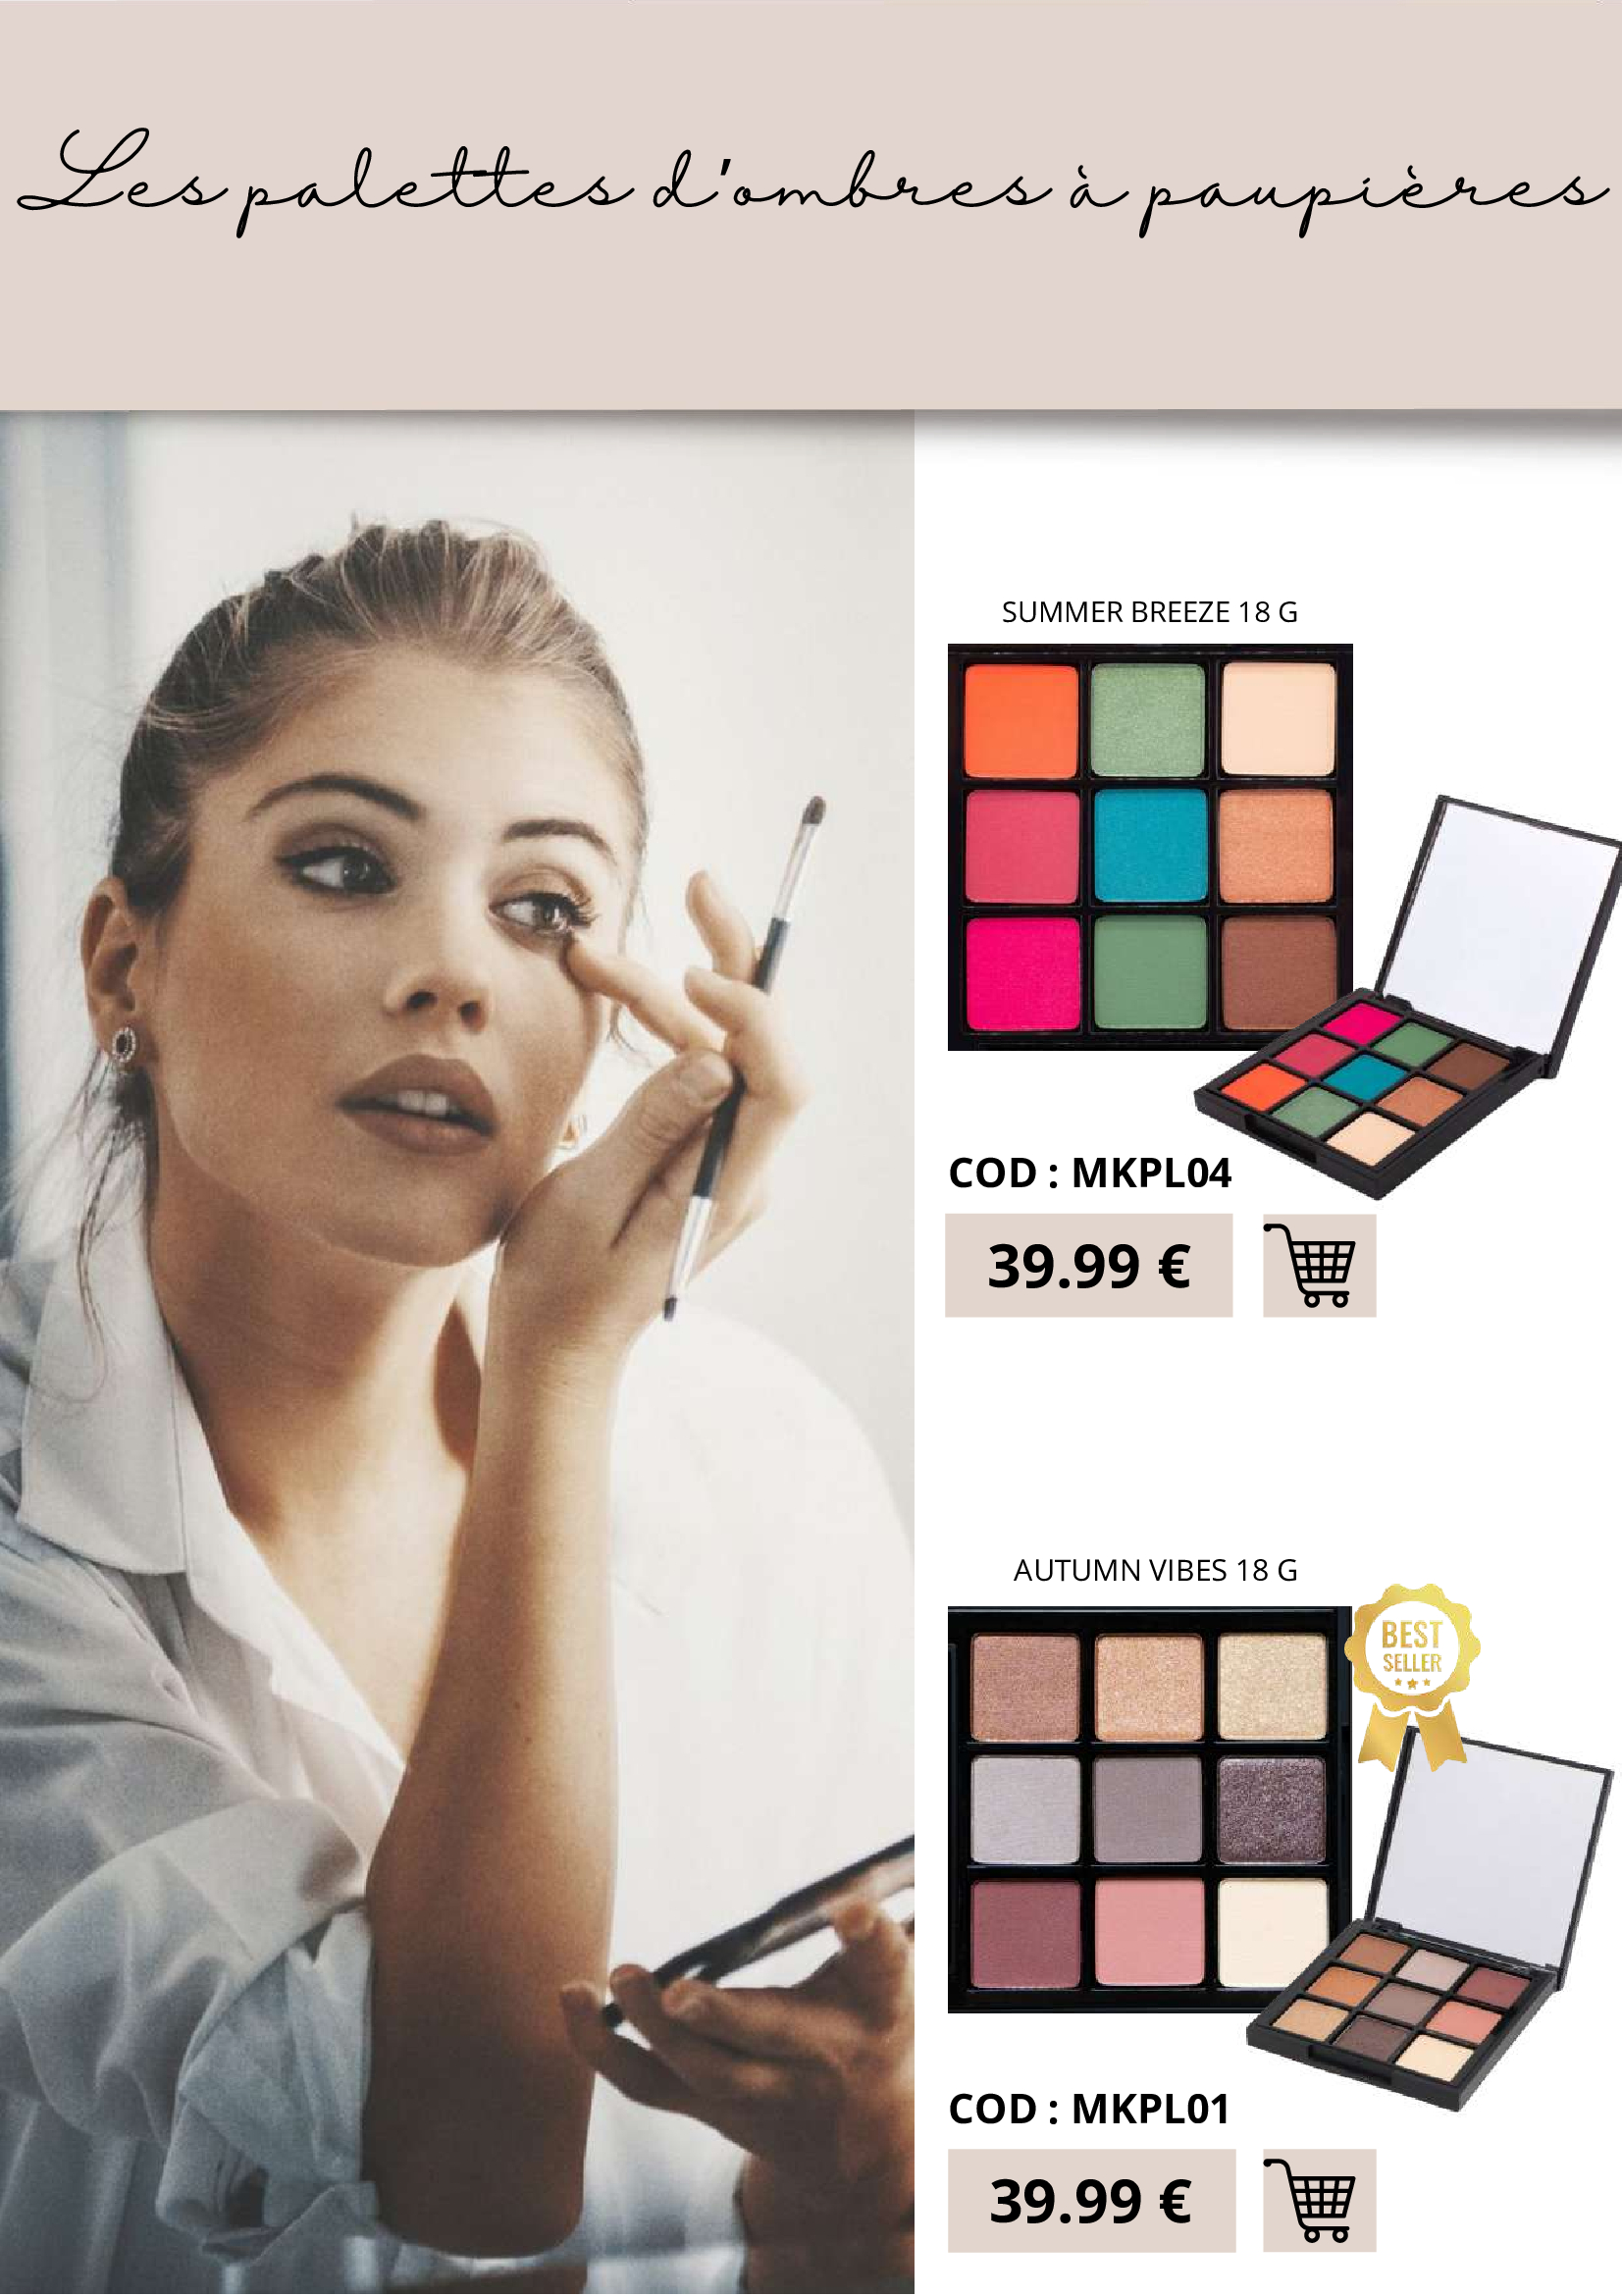 Les palettes d'ombres à paupières
SUMMER BREEZE 18 G
COD : MKPL04
39.99 €
AUTUMN VIBES 18 G
BEST
SELLER
COD : MKPL01
39.99 €